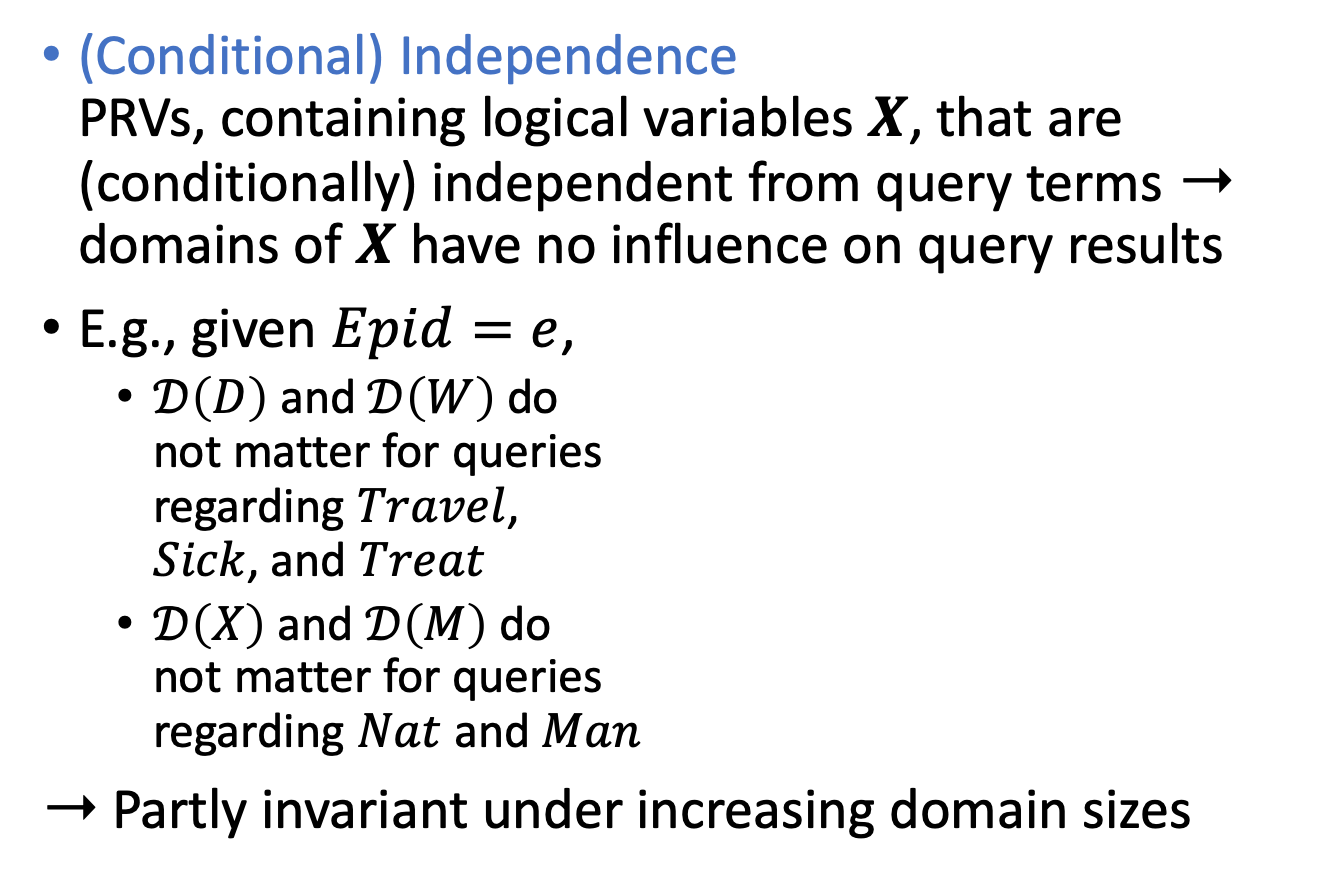 • (Conditional) Independence
PRVs, containing logical variables 𝑿, that are
(conditionally) independent from query terms →
domains of 𝑿 have no influence on query results
• E.g., given 𝐸𝑝𝑖𝑑 = 𝑒,
• 𝒟(𝐷) and 𝒟(𝑊) do
not matter for queries
regarding 𝑇𝑟𝑎𝑣𝑒𝑙,
𝑆𝑖𝑐𝑘, and 𝑇𝑟𝑒𝑎𝑡
• 𝒟(𝑋) and 𝒟(𝑀) do
not matter for queries
regarding 𝑁𝑎𝑡 and 𝑀𝑎𝑛
→ Partly invariant under increasing domain sizes